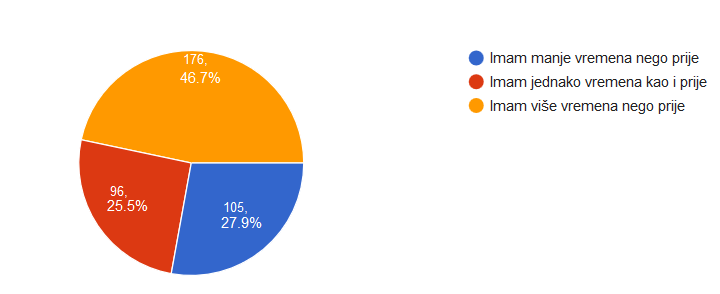 176,
46.7%
96,
25.5%
105,
27.9%
Imam manje vremena nego prije
Imam jednako vremena kao i prije
Imam više vremena nego prije